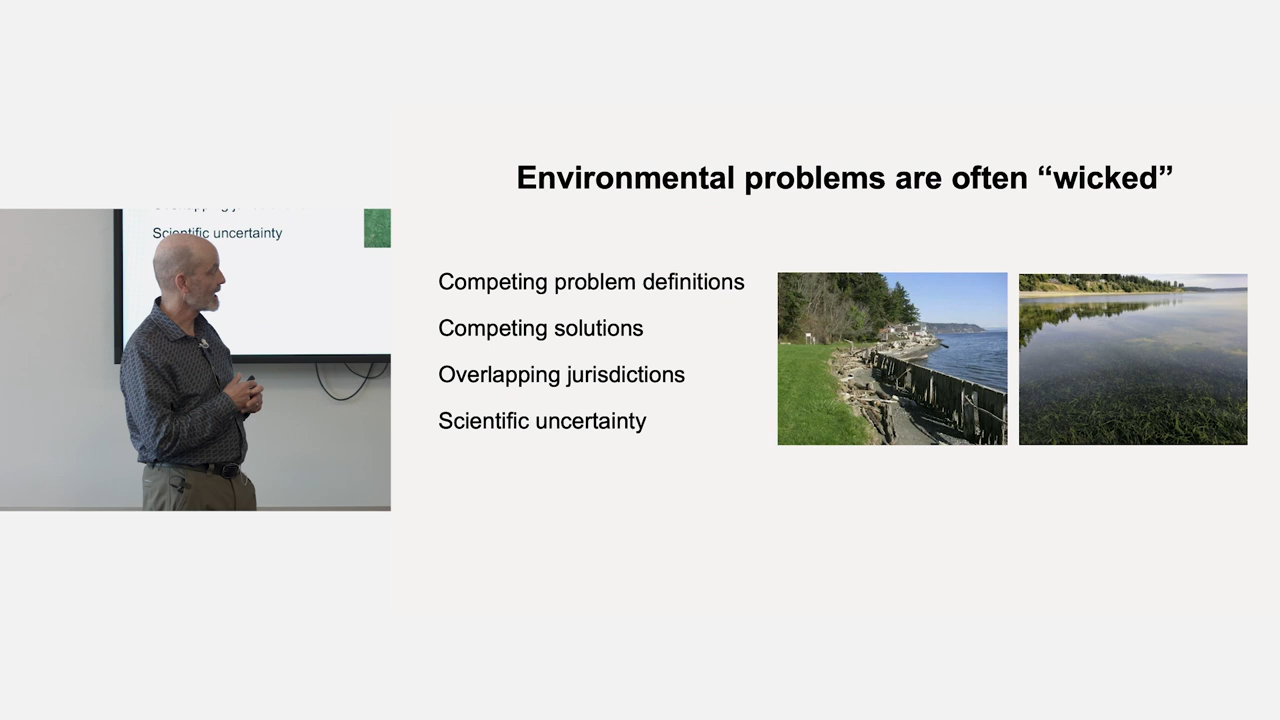 Environmental problems are often “wicked”
Scientific uncertainty
Competing problem definitions
Competing solutions
Overlapping jurisdictions
Scientific uncertainty